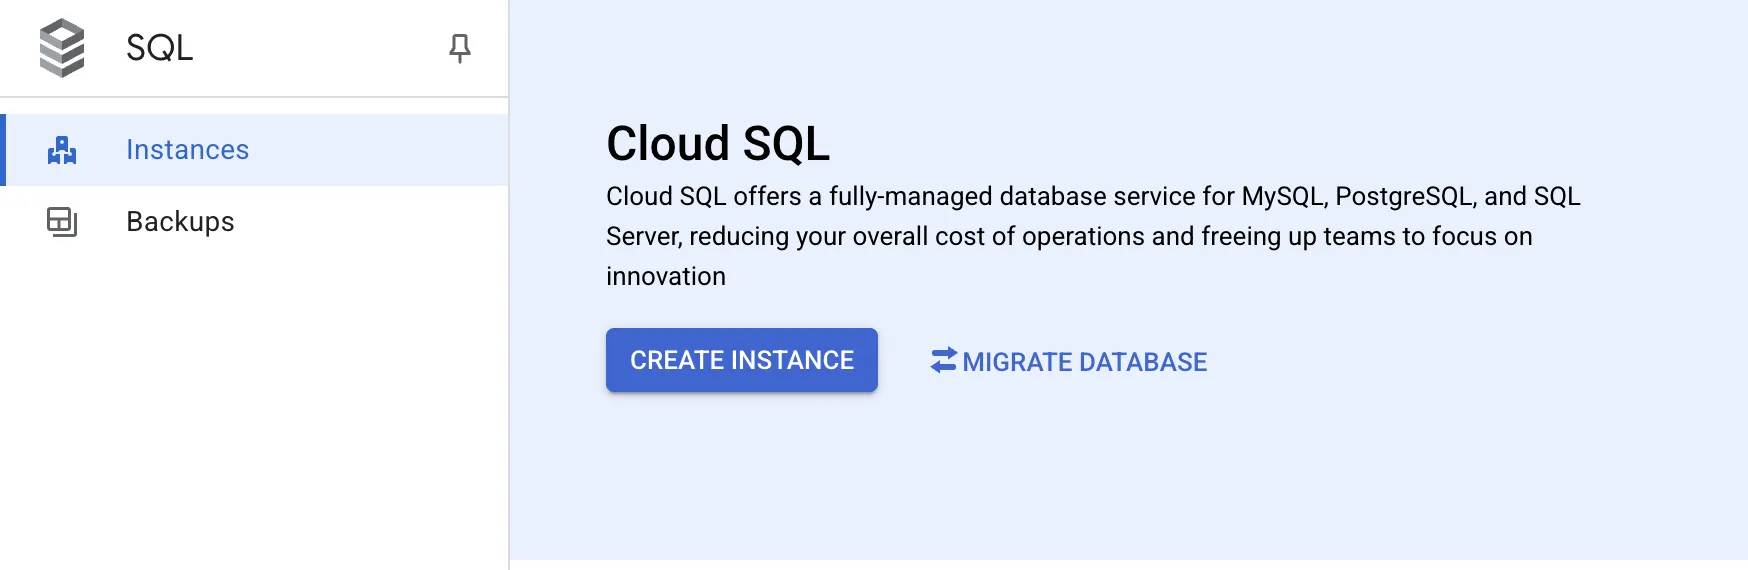 SQL
Instances
Backups
Cloud SQL
Cloud SQL offers a fully-managed database service for MySQL, PostgreSQL, and SQL
Server, reducing your overall cost of operations and freeing up teams to focus on
innovation
CREATE INSTANCE
MIGRATE DATABASE